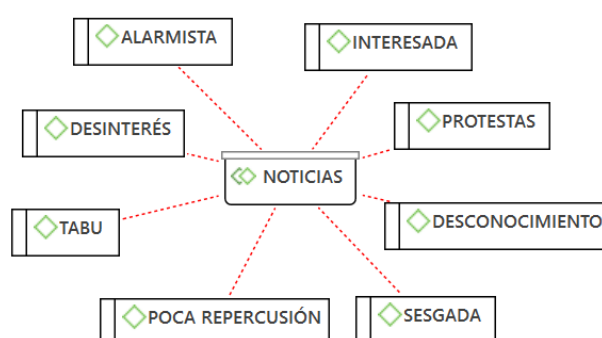 ALARMISTA
INTERESADA
PROTESTAS
DESINTERÉS
NOTICIAS
DESCONOCIMIENTO
TABU
POCA REPERCUSIÓN
SESGADA